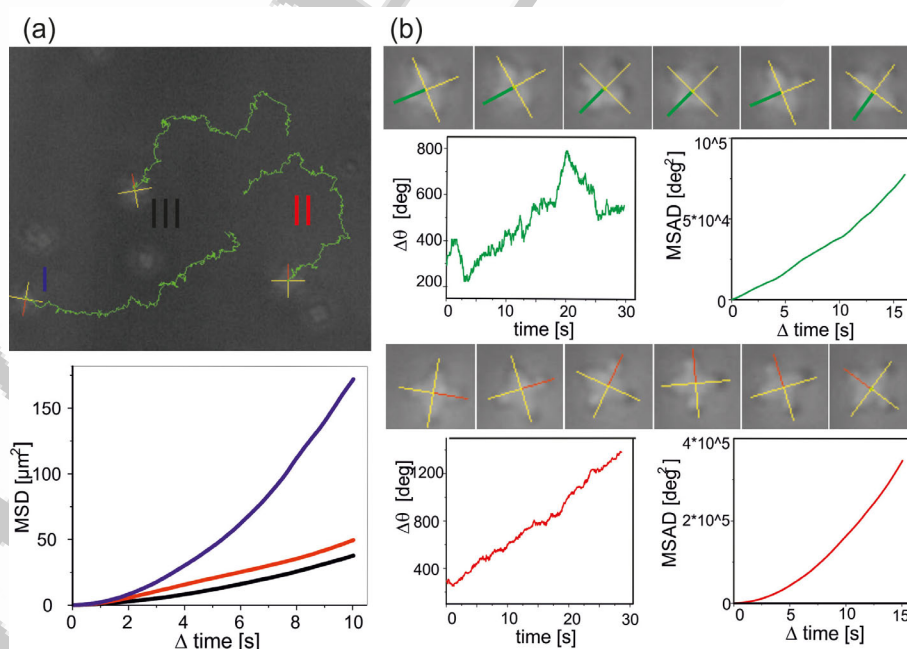 (a)
III
II
I
MSD [µm²]
150
100
50
0
0 2 4 6 8 10
Δ time [s]
(b)
Δθ [deg]
800
600
400
200
0 10 20 30
time [s]
MSAD [deg²]
10^5
5*10^4
0
0 5 10 15
Δ time [s]
Δθ [deg]
1200
800
400
0 10 20 30
time [s]
MSAD [deg²]
4*10^5
2*10^5
0
0 5 10 15
Δ time [s]